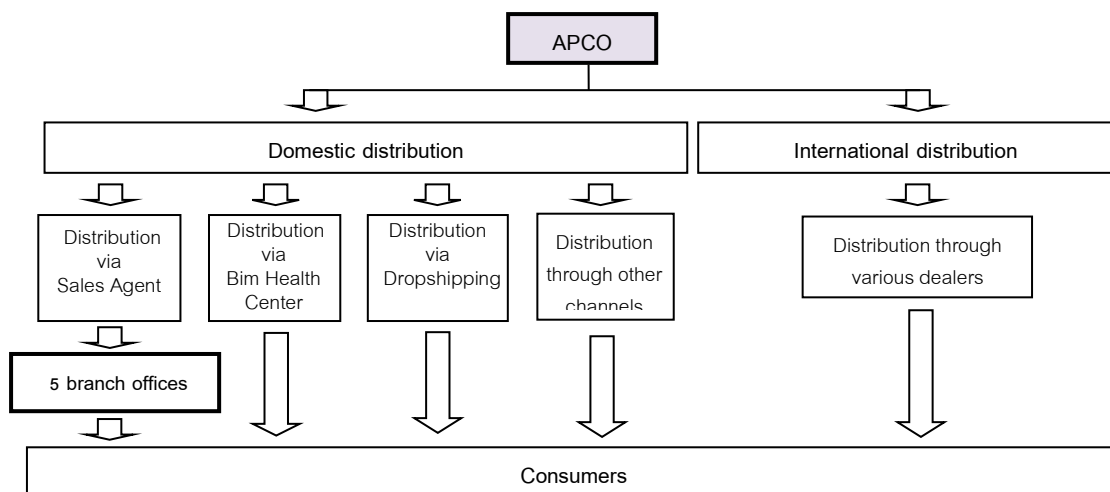 APCO
Domestic distribution
International distribution
Distribution
via
Sales Agent
Distribution
via
Bim Health
Center
Distribution
via
Dropshipping
Distribution
through other
channels
Distribution through
various dealers
5 branch offices
Consumers